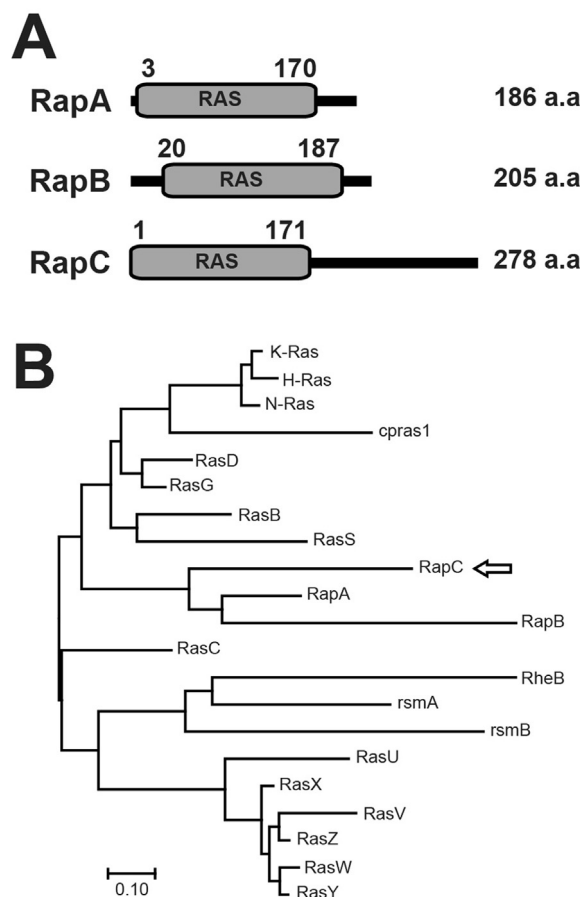 A
3 170
RapA RAS 186 a.a
20 187
RapB RAS 205 a.a
1 171
RapC RAS 278 a.a
B
K-Ras
H-Ras
N-Ras
cpras1
RasD
RasG
RasB
RasS
RapC
RapA
RapB
RasC
RheB
rsmA
rsmB
RasU
RasX
RasV
RasZ
RasW
RasY
0.10